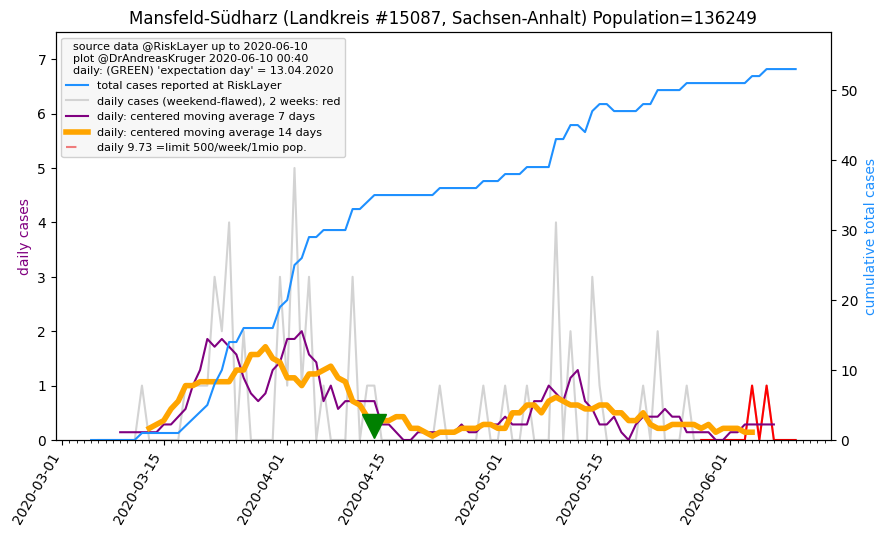 Mansfeld-Südharz (Landkreis #15087, Sachsen-Anhalt) Population=136249
source data @RiskLayer up to 2020-06-10
plot @DrAndreasKruger 2020-06-10 00:40
daily: (GREEN) 'expectation day' = 13.04.2020
total cases reported at RiskLayer
daily cases (weekend-flawed), 2 weeks: red
daily: centered moving average 7 days
daily: centered moving average 14 days
daily 9.73 =limit 500/week/1mio pop.
daily cases
7
6
5
4
3
2
1
0
cumulative total cases
50
40
30
20
10
0
2020-03-01
2020-03-15
2020-04-01
2020-04-15
2020-05-01
2020-05-15
2020-06-01